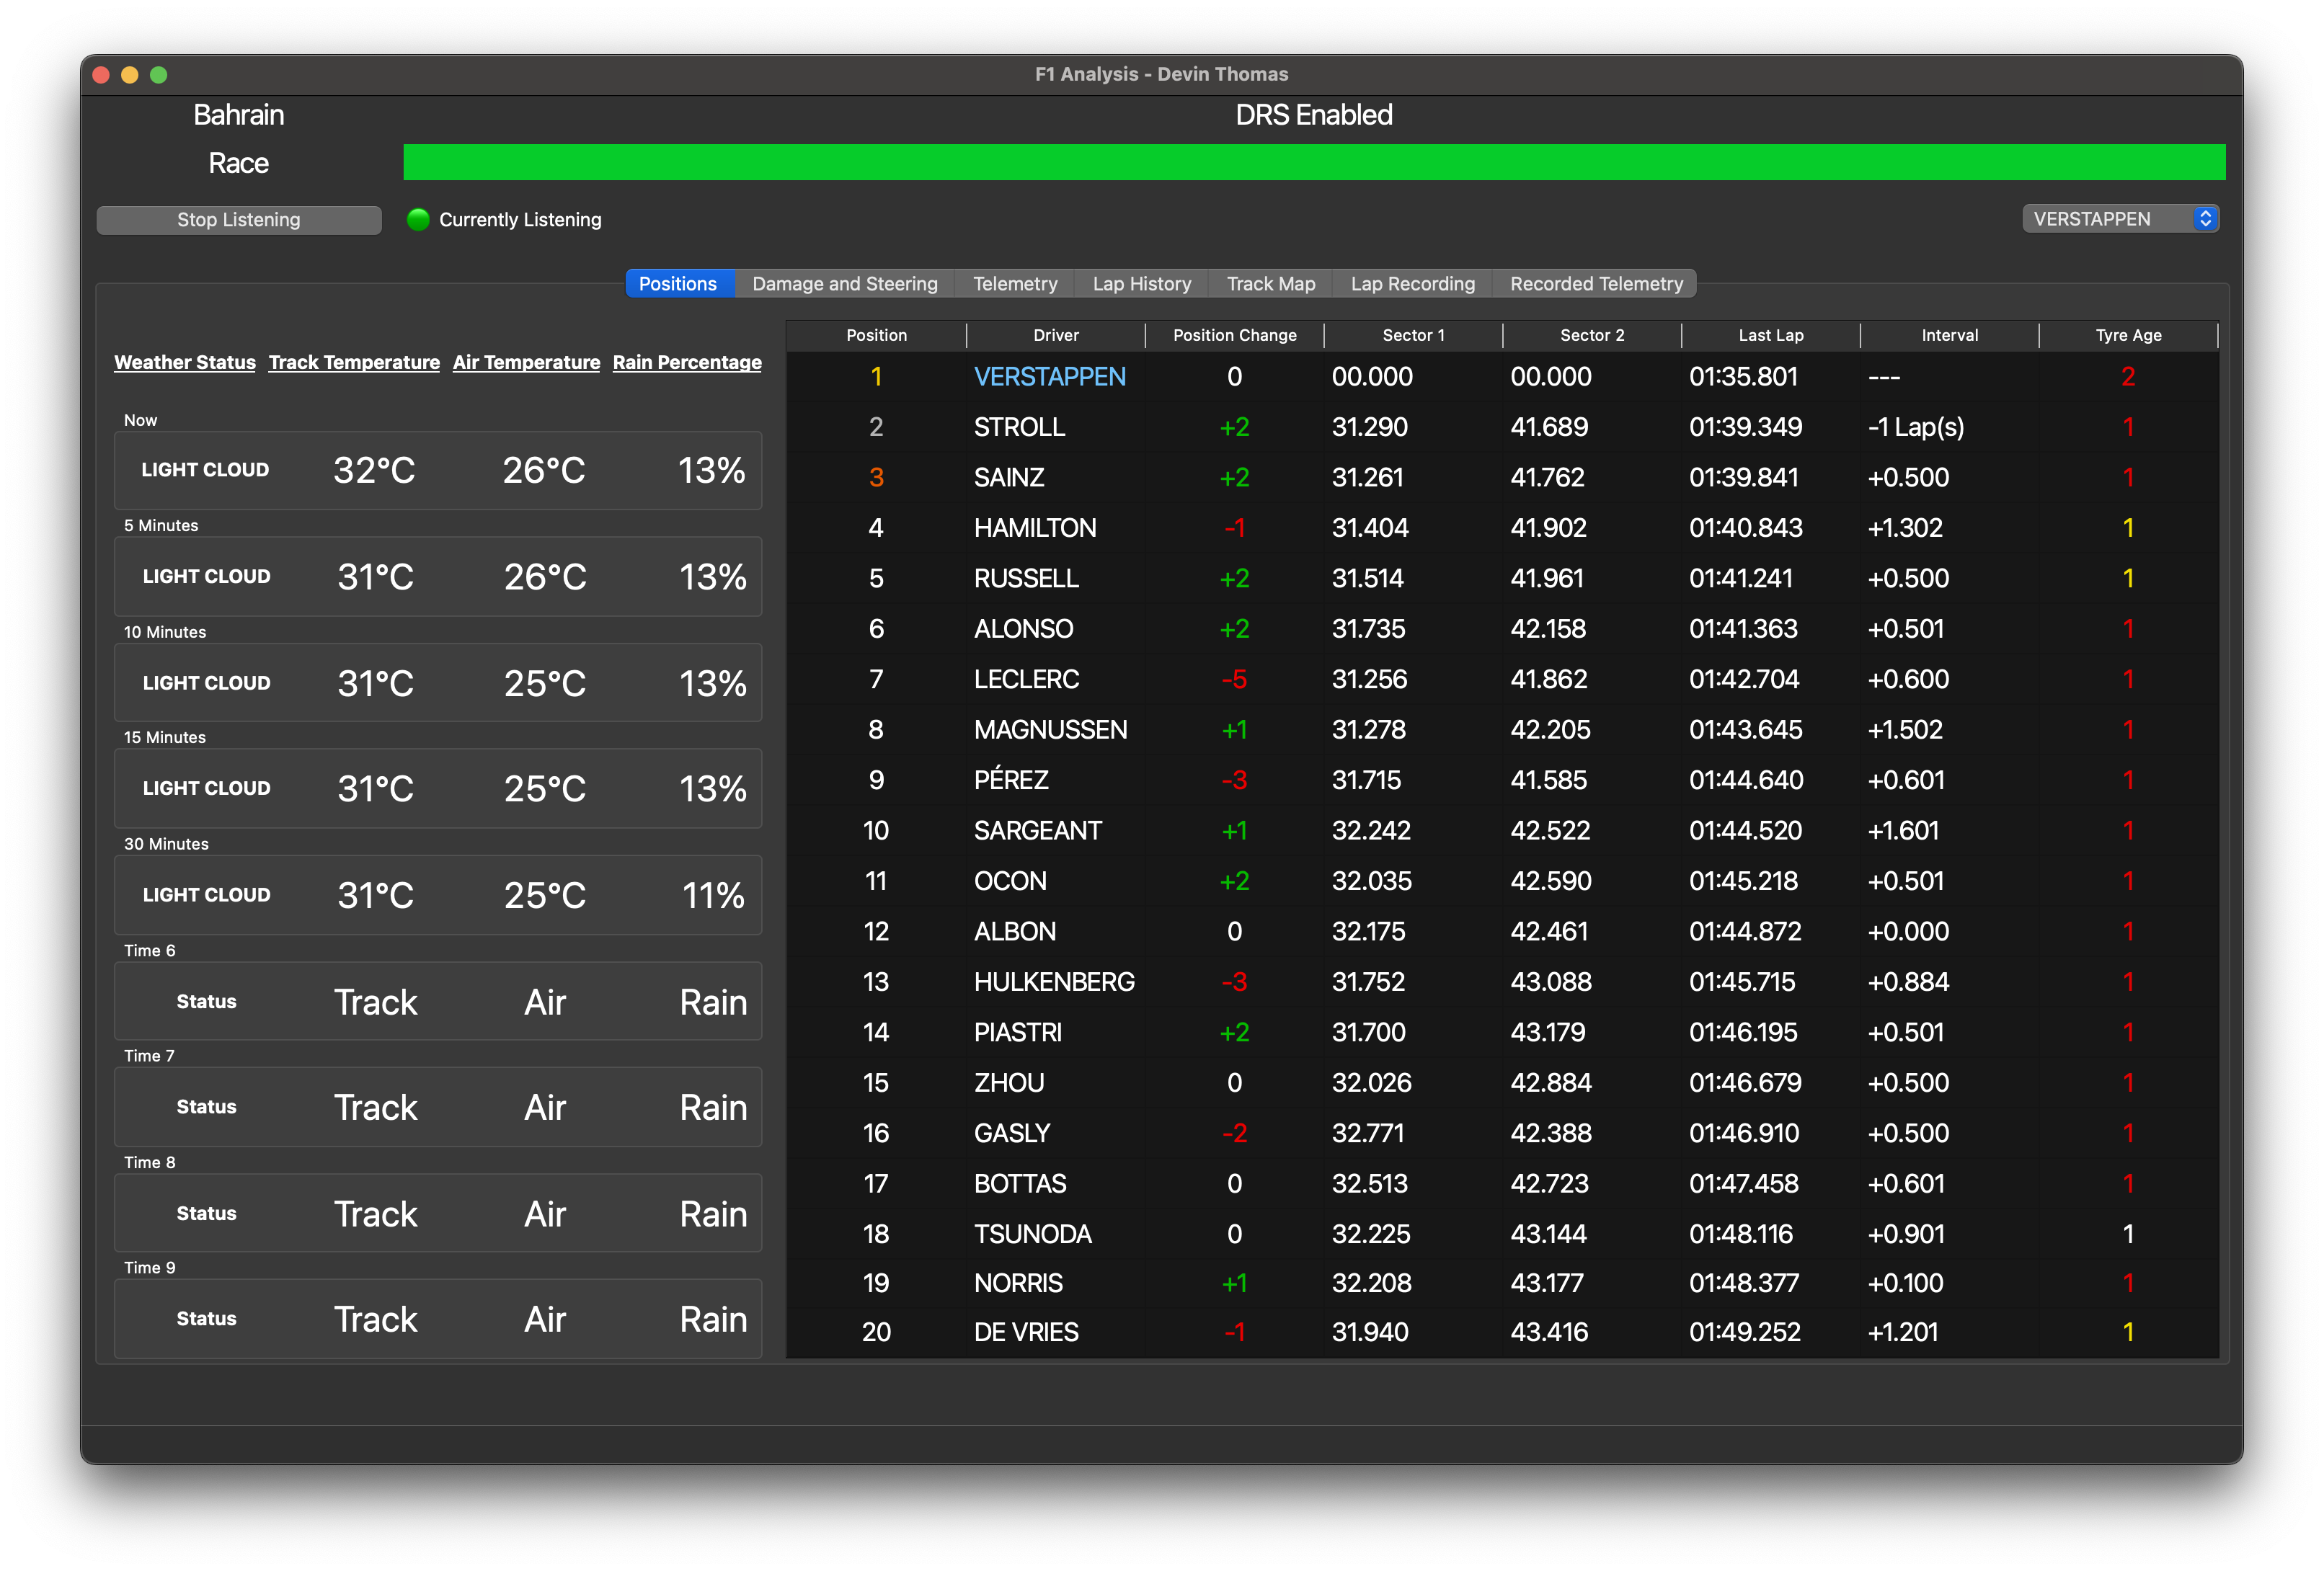 F1 Analysis - Devin Thomas
Bahrain
DRS Enabled
Race
Stop Listening
Currently Listening
VERSTAPPEN
Positions Damage and Steering Telemetry Lap History Track Map Lap Recording Recorded Telemetry
Weather Status Track Temperature Air Temperature Rain Percentage
Now
LIGHT CLOUD 32°C 26°C 13%
5 Minutes
LIGHT CLOUD 31°C 26°C 13%
10 Minutes
LIGHT CLOUD 31°C 25°C 13%
15 Minutes
LIGHT CLOUD 31°C 25°C 13%
30 Minutes
LIGHT CLOUD 31°C 25°C 11%
Time 6
Status Track Air Rain
Time 7
Status Track Air Rain
Time 8
Status Track Air Rain
Time 9
Status Track Air Rain
Position Driver Position Change Sector 1 Sector 2 Last Lap Interval Tyre Age
1 VERSTAPPEN 0 00.000 00.000 01:35.801 --- 2
2 STROLL +2 31.290 41.689 01:39.349 -1 Lap(s) 1
3 SAINZ +2 31.261 41.762 01:39.841 +0.500 1
4 HAMILTON -1 31.404 41.902 01:40.843 +1.302 1
5 RUSSELL +2 31.514 41.961 01:41.241 +0.500 1
6 ALONSO +2 31.735 42.158 01:41.363 +0.501 1
7 LECLERC -5 31.256 41.862 01:42.704 +0.600 1
8 MAGNUSSEN +1 31.278 42.205 01:43.645 +1.502 1
9 PÉREZ -3 31.715 41.585 01:44.640 +0.601 1
10 SARGEANT +1 32.242 42.522 01:44.520 +1.601 1
11 OCON +2 32.035 42.590 01:45.218 +0.501 1
12 ALBON 0 32.175 42.461 01:44.872 +0.000 1
13 HULKENBERG -3 31.752 43.088 01:45.715 +0.884 1
14 PIASTRI +2 31.700 43.179 01:46.195 +0.501 1
15 ZHOU 0 32.026 42.884 01:46.679 +0.500 1
16 GASLY -2 32.771 42.388 01:46.910 +0.500 1
17 BOTTAS 0 32.513 42.723 01:47.458 +0.601 1
18 TSUNODA 0 32.225 43.144 01:48.116 +0.901 1
19 NORRIS +1 32.208 43.177 01:48.377 +0.100 1
20 DE VRIES -1 31.940 43.416 01:49.252 +1.201 1